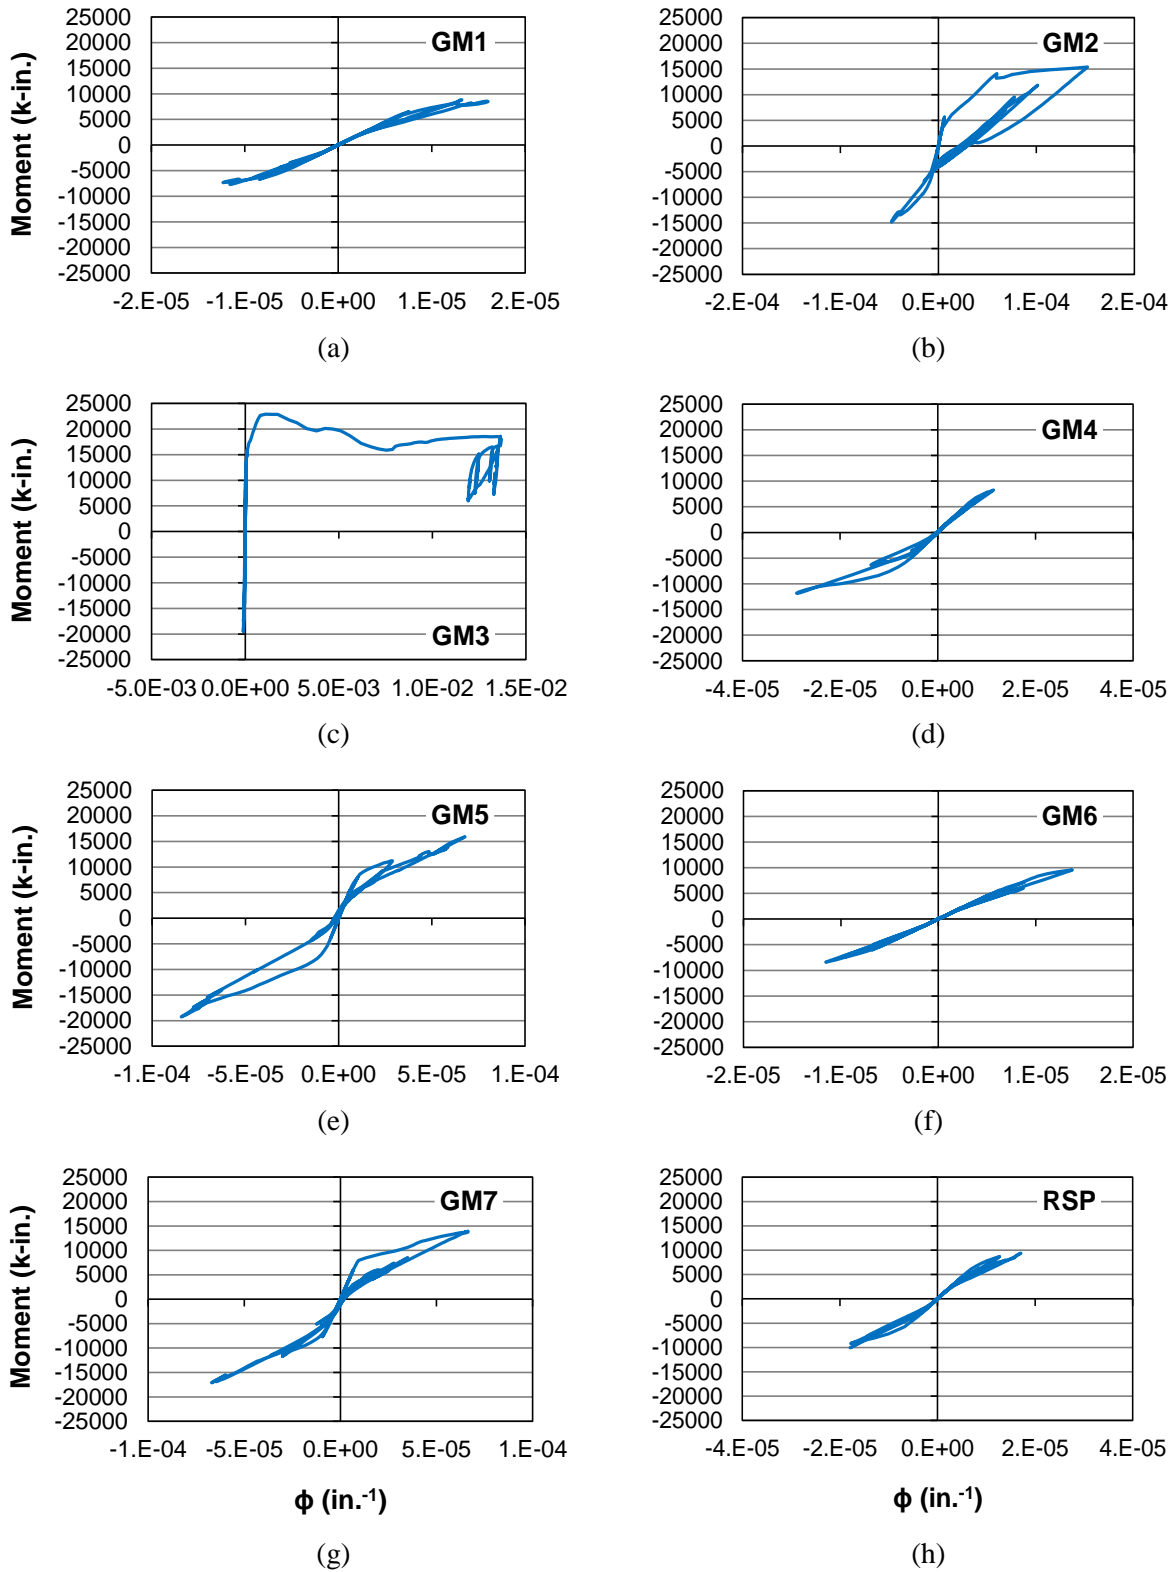 25000
20000
15000
10000
5000
0
-5000
-10000
-15000
-20000
-25000
Moment (k-in.)
GM1
-2.E-05 -1.E-05 0.E+00 1.E-05 2.E-05
(a)
25000
20000
15000
10000
5000
0
-5000
-10000
-15000
-20000
-25000
GM2
-2.E-04 -1.E-04 0.E+00 1.E-04 2.E-04
(b)
25000
20000
15000
10000
5000
0
-5000
-10000
-15000
-20000
-25000
Moment (k-in.)
GM3
-5.0E-03 0.0E+00 5.0E-03 1.0E-02 1.5E-02
(c)
25000
20000
15000
10000
5000
0
-5000
-10000
-15000
-20000
-25000
GM4
-4.E-05 -2.E-05 0.E+00 2.E-05 4.E-05
(d)
25000
20000
15000
10000
5000
0
-5000
-10000
-15000
-20000
-25000
Moment (k-in.)
GM5
-1.E-04 -5.E-05 0.E+00 5.E-05 1.E-04
(e)
25000
20000
15000
10000
5000
0
-5000
-10000
-15000
-20000
-25000
GM6
-2.E-05 -1.E-05 0.E+00 1.E-05 2.E-05
(f)
25000
20000
15000
10000
5000
0
-5000
-10000
-15000
-20000
-25000
Moment (k-in.)
GM7
-1.E-04 -5.E-05 0.E+00 5.E-05 1.E-04
ϕ (in.⁻¹)
(g)
25000
20000
15000
10000
5000
0
-5000
-10000
-15000
-20000
-25000
RSP
-4.E-05 -2.E-05 0.E+00 2.E-05 4.E-05
ϕ (in.⁻¹)
(h)